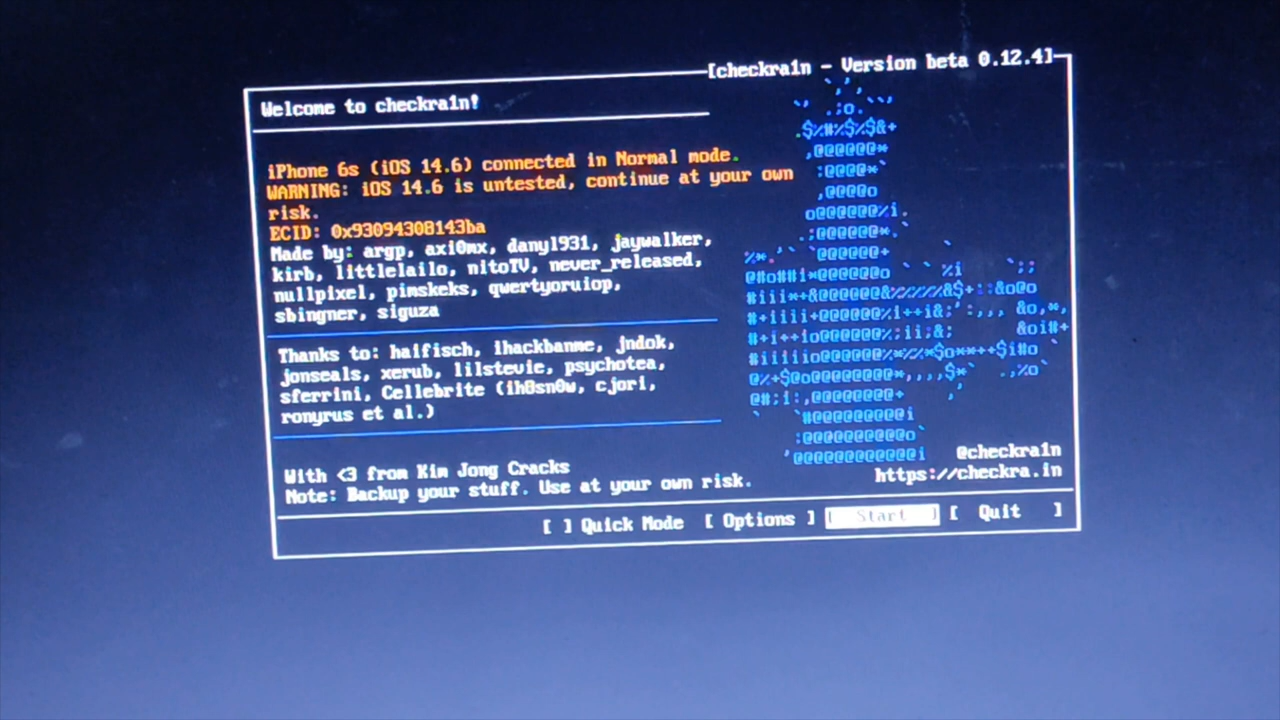 [checkra1n - Version beta 0.12.4]
Welcome to checkra1n!
iPhone 6s (iOS 14.6) connected in Normal mode.
WARNING: iOS 14.6 is untested, continue at your own
risk.
ECID: 0x93094308143ba
Made by: argp, axi0mx, danyl931, jaywalker,
kirb, littlelailo, nitoTV, never_released,
nullpixel, pimskeks, qwertyoruiop,
sbingner, siguza
Thanks to: haifisch, ihackbanme, jndok,
jonseals, xerub, lilstevie, psychotea,
sferrini, Cellebrite (ih8sn0w, cjori,
ronyrus et al.)
With <3 from Kim Jong Cracks
Note: Backup your stuff. Use at your own risk.
@checkra1n
https://checkra.in
[ ] Quick Mode [ Options ] [ Start ] [ Quit ]